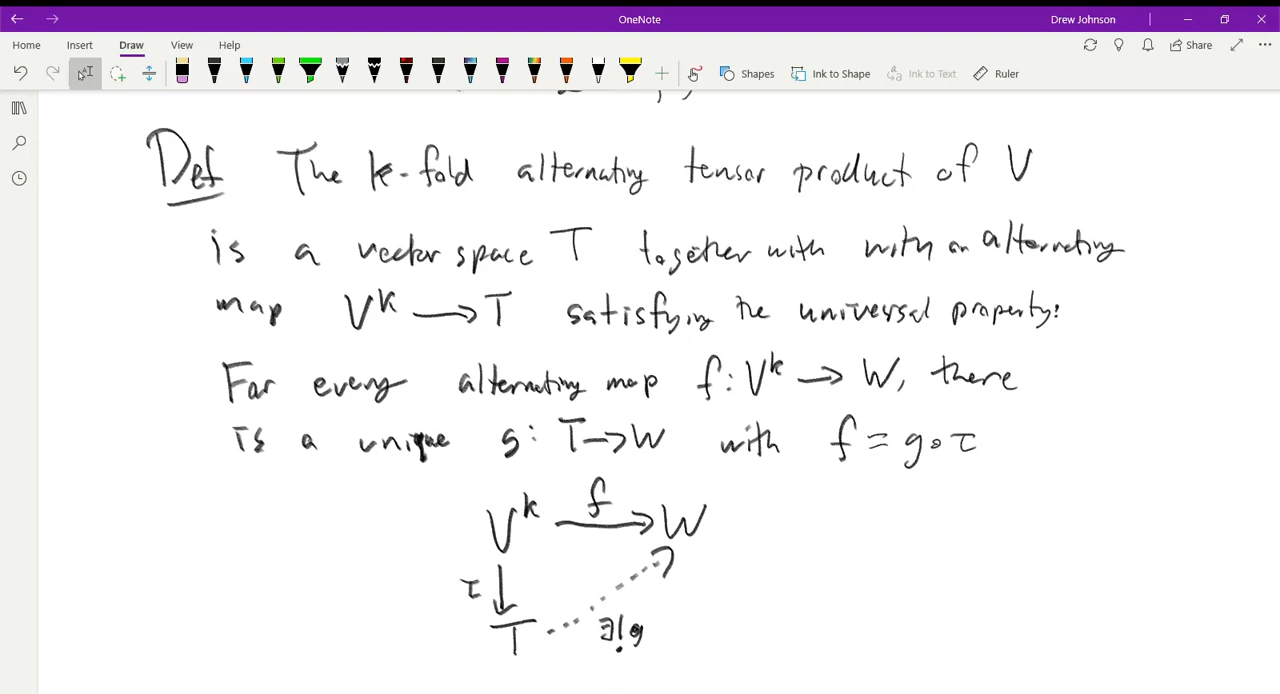 OneNote
Drew Johnson
Home Insert Draw View Help
Share
Shapes Ink to Shape Ink to Text Ruler
Def The k-fold alternating tensor product of V
is a vector space T together with with an alternating
map V^k → T satisfying the universal property:
For every alternating map f: V^k → W, there
is a unique g: T → W with f = g ∘ τ
V^k f → W
τ ↓
T ∃!g